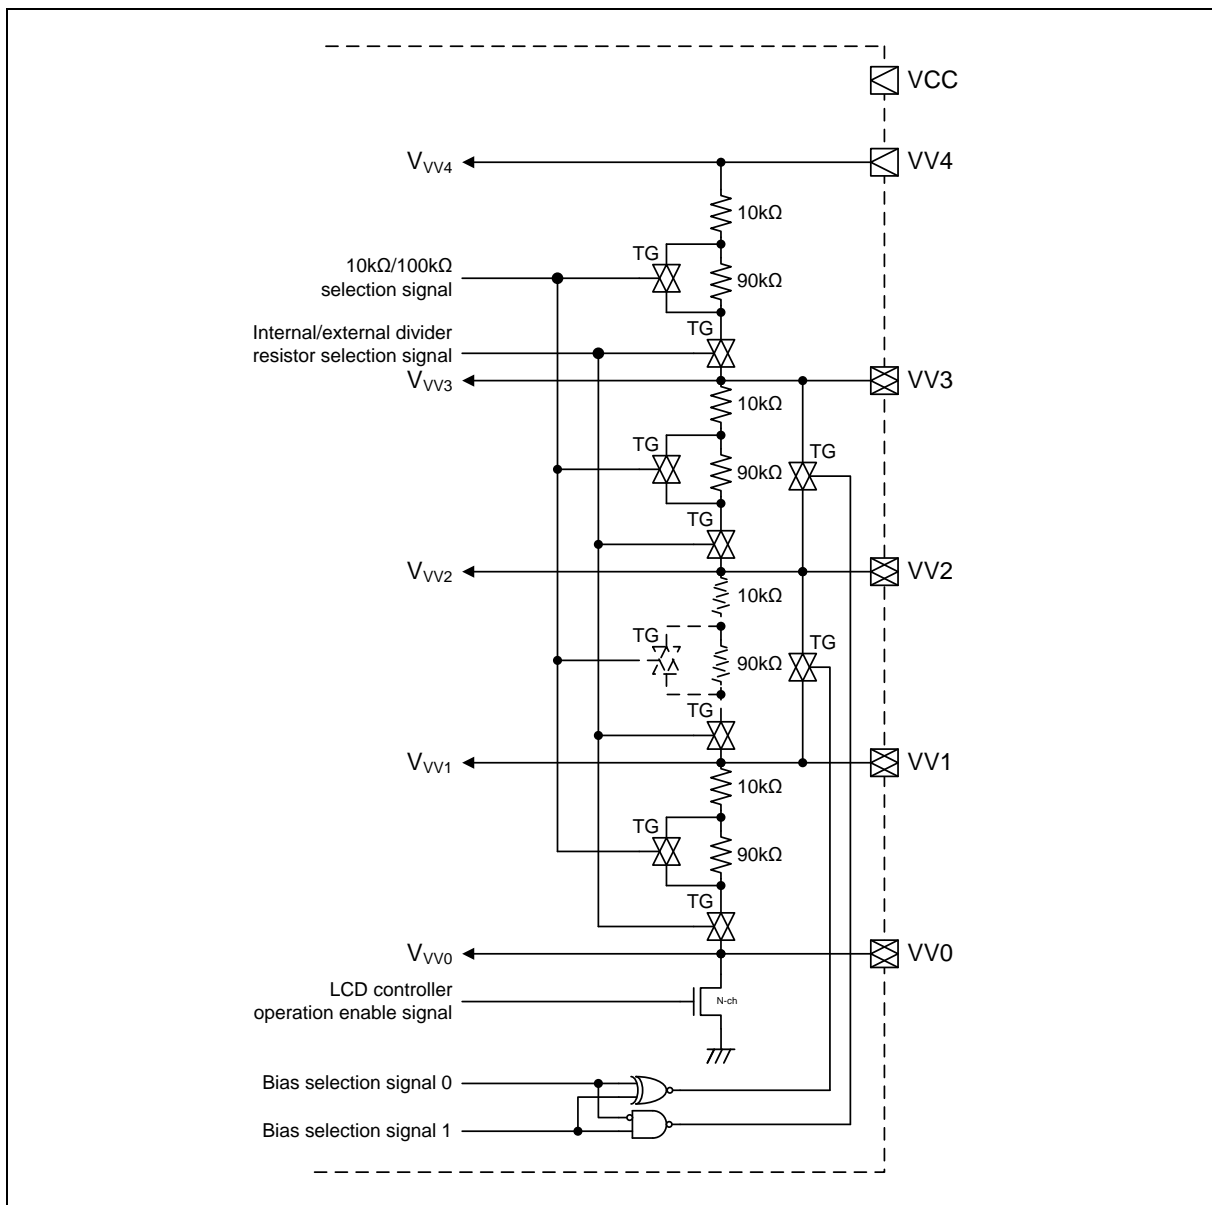 VCC
VVV4
VV4
10kΩ
TG
10kΩ/100kΩ
selection signal
90kΩ
TG
Internal/external divider
resistor selection signal
VVV3
VV3
10kΩ
TG
90kΩ
TG
TG
VVV2
VV2
10kΩ
TG
90kΩ
TG
TG
VVV1
VV1
10kΩ
TG
90kΩ
TG
VVV0
VV0
LCD controller
operation enable signal
N-ch
Bias selection signal 0
Bias selection signal 1